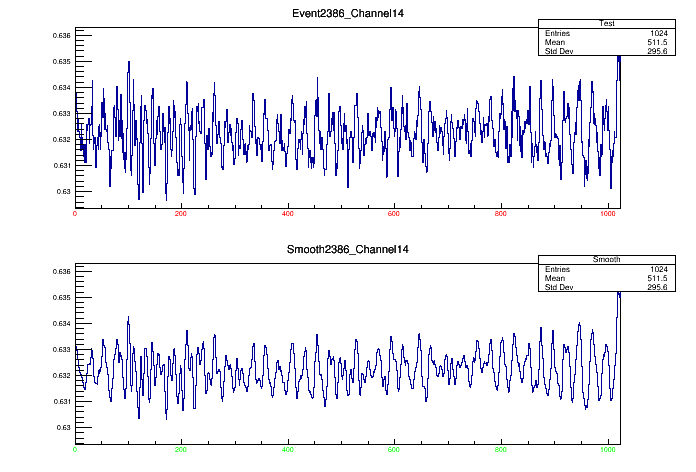 Event2386_Channel14
Test
Entries 1024
Mean 511.5
Std Dev 295.6
0.636
0.635
0.634
0.633
0.632
0.631
0.63
0 200 400 600 800 1000
Smooth2386_Channel14
Smooth
Entries 1024
Mean 511.5
Std Dev 295.6
0.636
0.635
0.634
0.633
0.632
0.631
0.63
0 200 400 600 800 1000